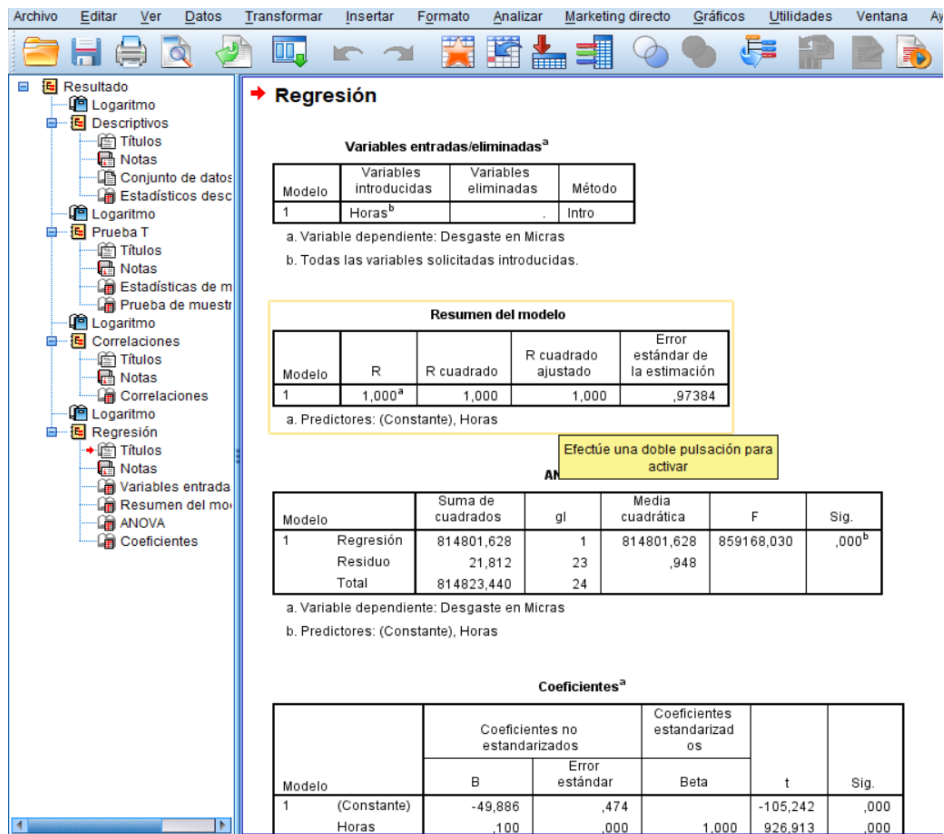 Archivo Editar Ver Datos Transformar Insertar Formato Analizar Marketing directo Gráficos Utilidades Ventana Ay
Resultado
Logaritmo
Descriptivos
Títulos
Notas
Conjunto de datos
Estadísticos desc
Logaritmo
Prueba T
Títulos
Notas
Estadísticas de m
Prueba de muestr
Logaritmo
Correlaciones
Títulos
Notas
Correlaciones
Logaritmo
Regresión
Títulos
Notas
Variables entrada
Resumen del mo
ANOVA
Coeficientes
Regresión
Variables entradas/eliminadasa
Modelo Variables introducidas Variables eliminadas Método
1 Horasb . Intro
a. Variable dependiente: Desgaste en Micras
b. Todas las variables solicitadas introducidas.
Resumen del modelo
Modelo R R cuadrado R cuadrado ajustado Error estándar de la estimación
1 1,000a 1,000 1,000 ,97384
a. Predictores: (Constante), Horas
Efectúe una doble pulsación para
activar
AN
Modelo Suma de cuadrados gl Media cuadrática F Sig.
1 Regresión 814801,628 1 814801,628 859168,030 ,000b
Residuo 21,812 23 ,948
Total 814823,440 24
a. Variable dependiente: Desgaste en Micras
b. Predictores: (Constante), Horas
Coeficientesa
Modelo Coeficientes no estandarizados Coeficientes estandarizad os t Sig.
B Error estándar Beta
1 (Constante) -49,886 ,474 -105,242 ,000
Horas ,100 ,000 1,000 926,913 ,000